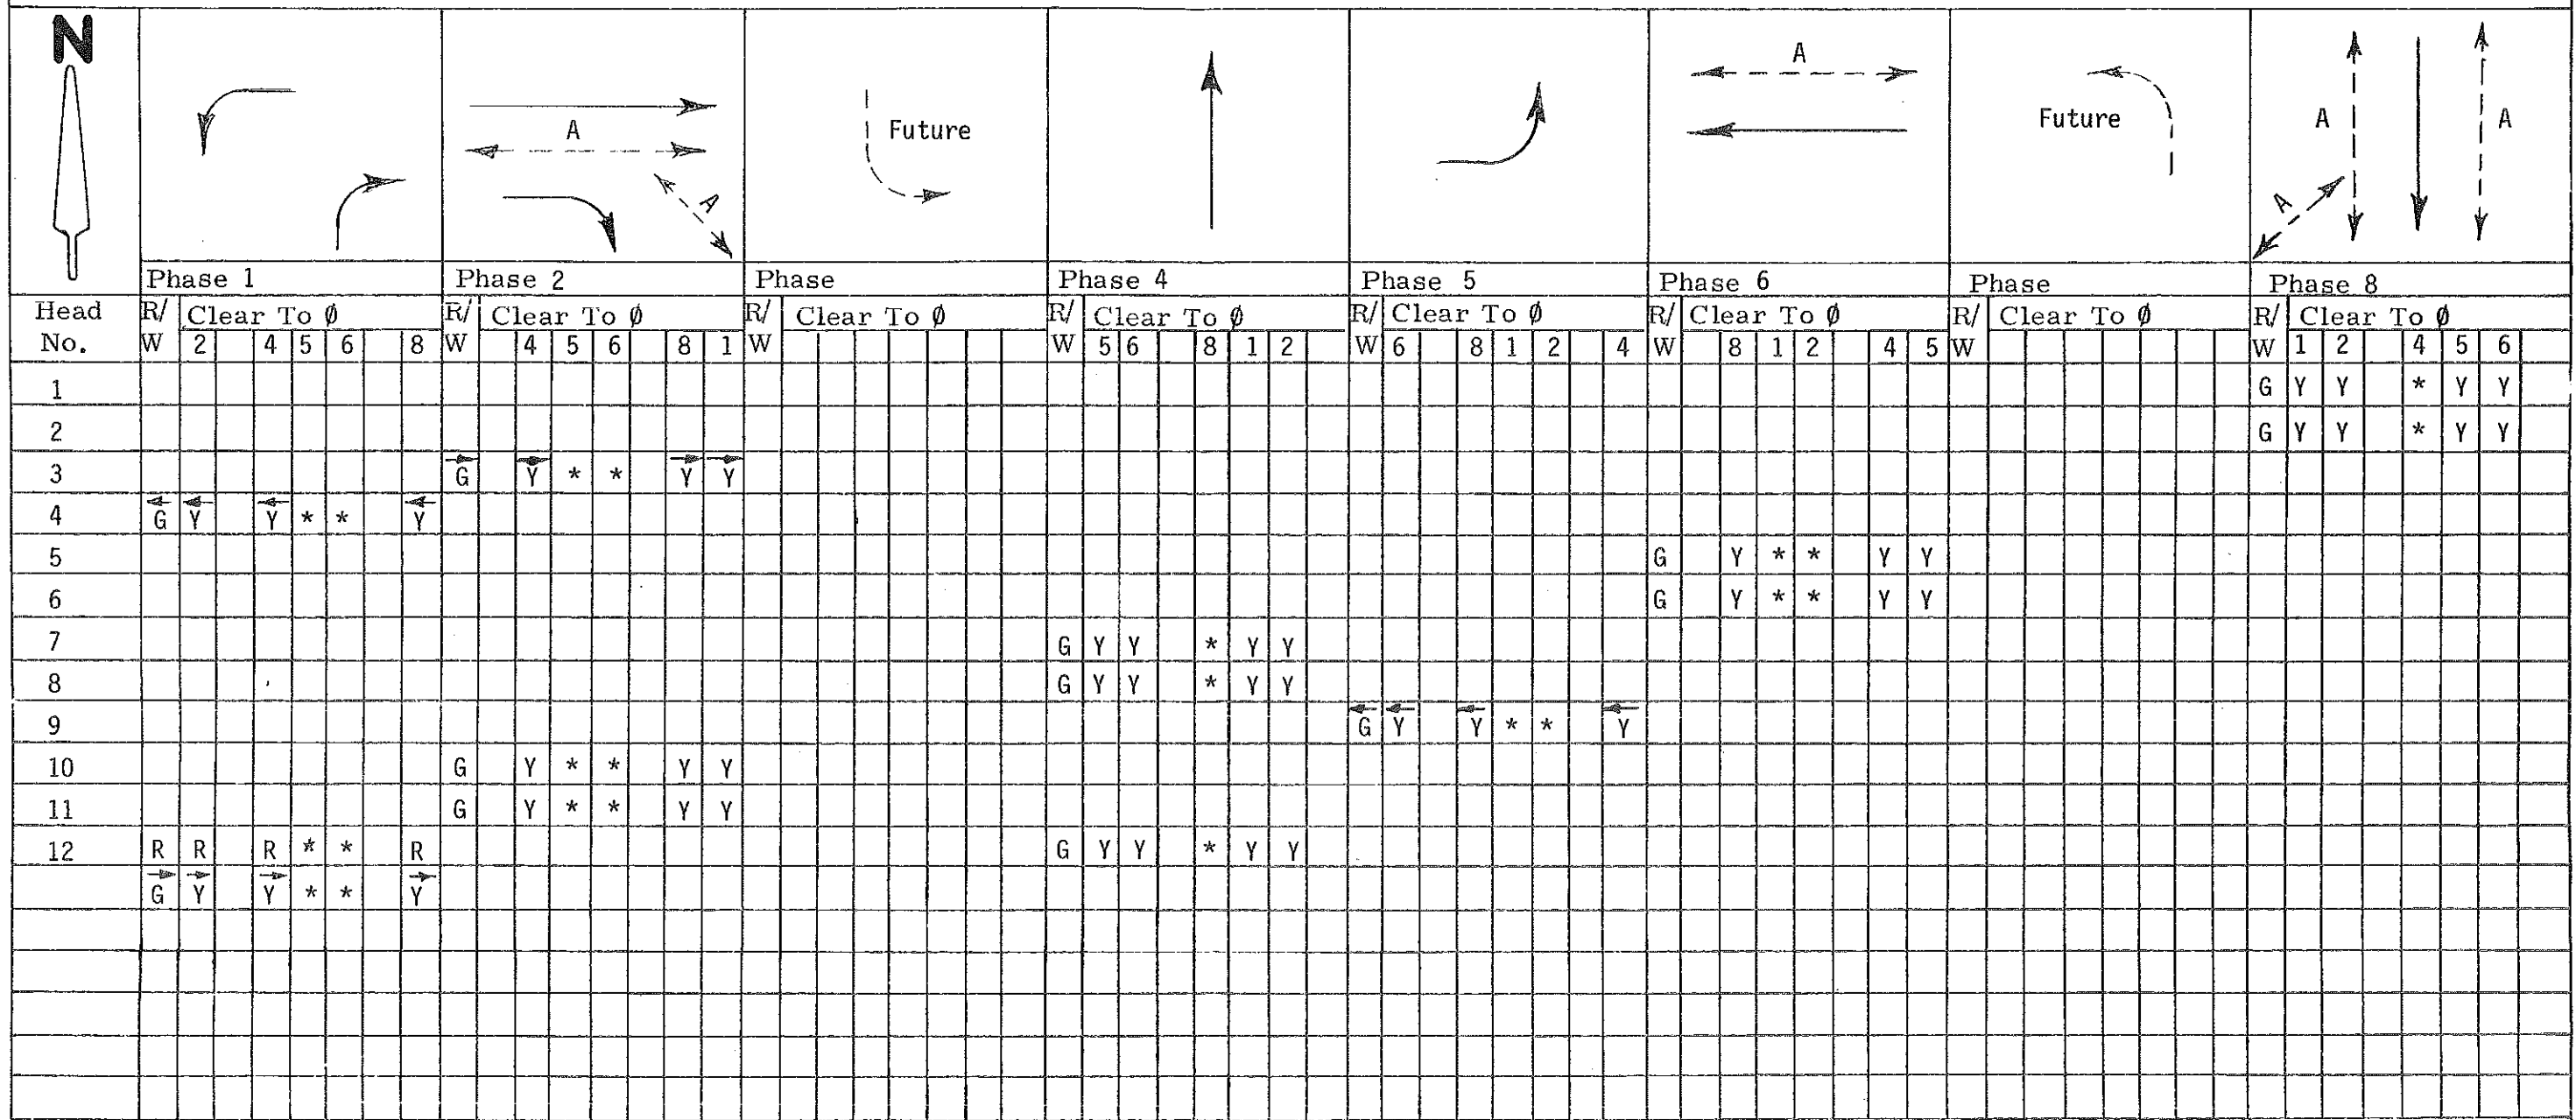 N
A
A
Future
A
Future
A
A
A
Phase 1 Phase 2 Phase Phase 4 Phase 5 Phase 6 Phase Phase 8
Head R/ Clear To Ø R/ Clear To Ø R/ Clear To Ø R/ Clear To Ø R/ Clear To Ø R/ Clear To Ø R/ Clear To Ø R/ Clear To Ø
No. W 2 4 5 6 8 W 4 5 6 8 1 W W 5 6 8 1 2 W 6 8 1 2 4 W 8 1 2 4 5 W W 1 2 4 5 6
1 G Y Y * Y Y
2 G Y Y * Y Y
3 G Y * * Y Y
4 G Y Y * * Y
5 G Y * * Y Y
6 G Y * * Y Y
7 G Y Y * Y Y
8 G Y Y * Y Y
9 G Y Y * * Y
10 G Y * * Y Y
11 G Y * * Y Y
12 R R R * * R G Y Y * Y Y
G Y Y * * Y